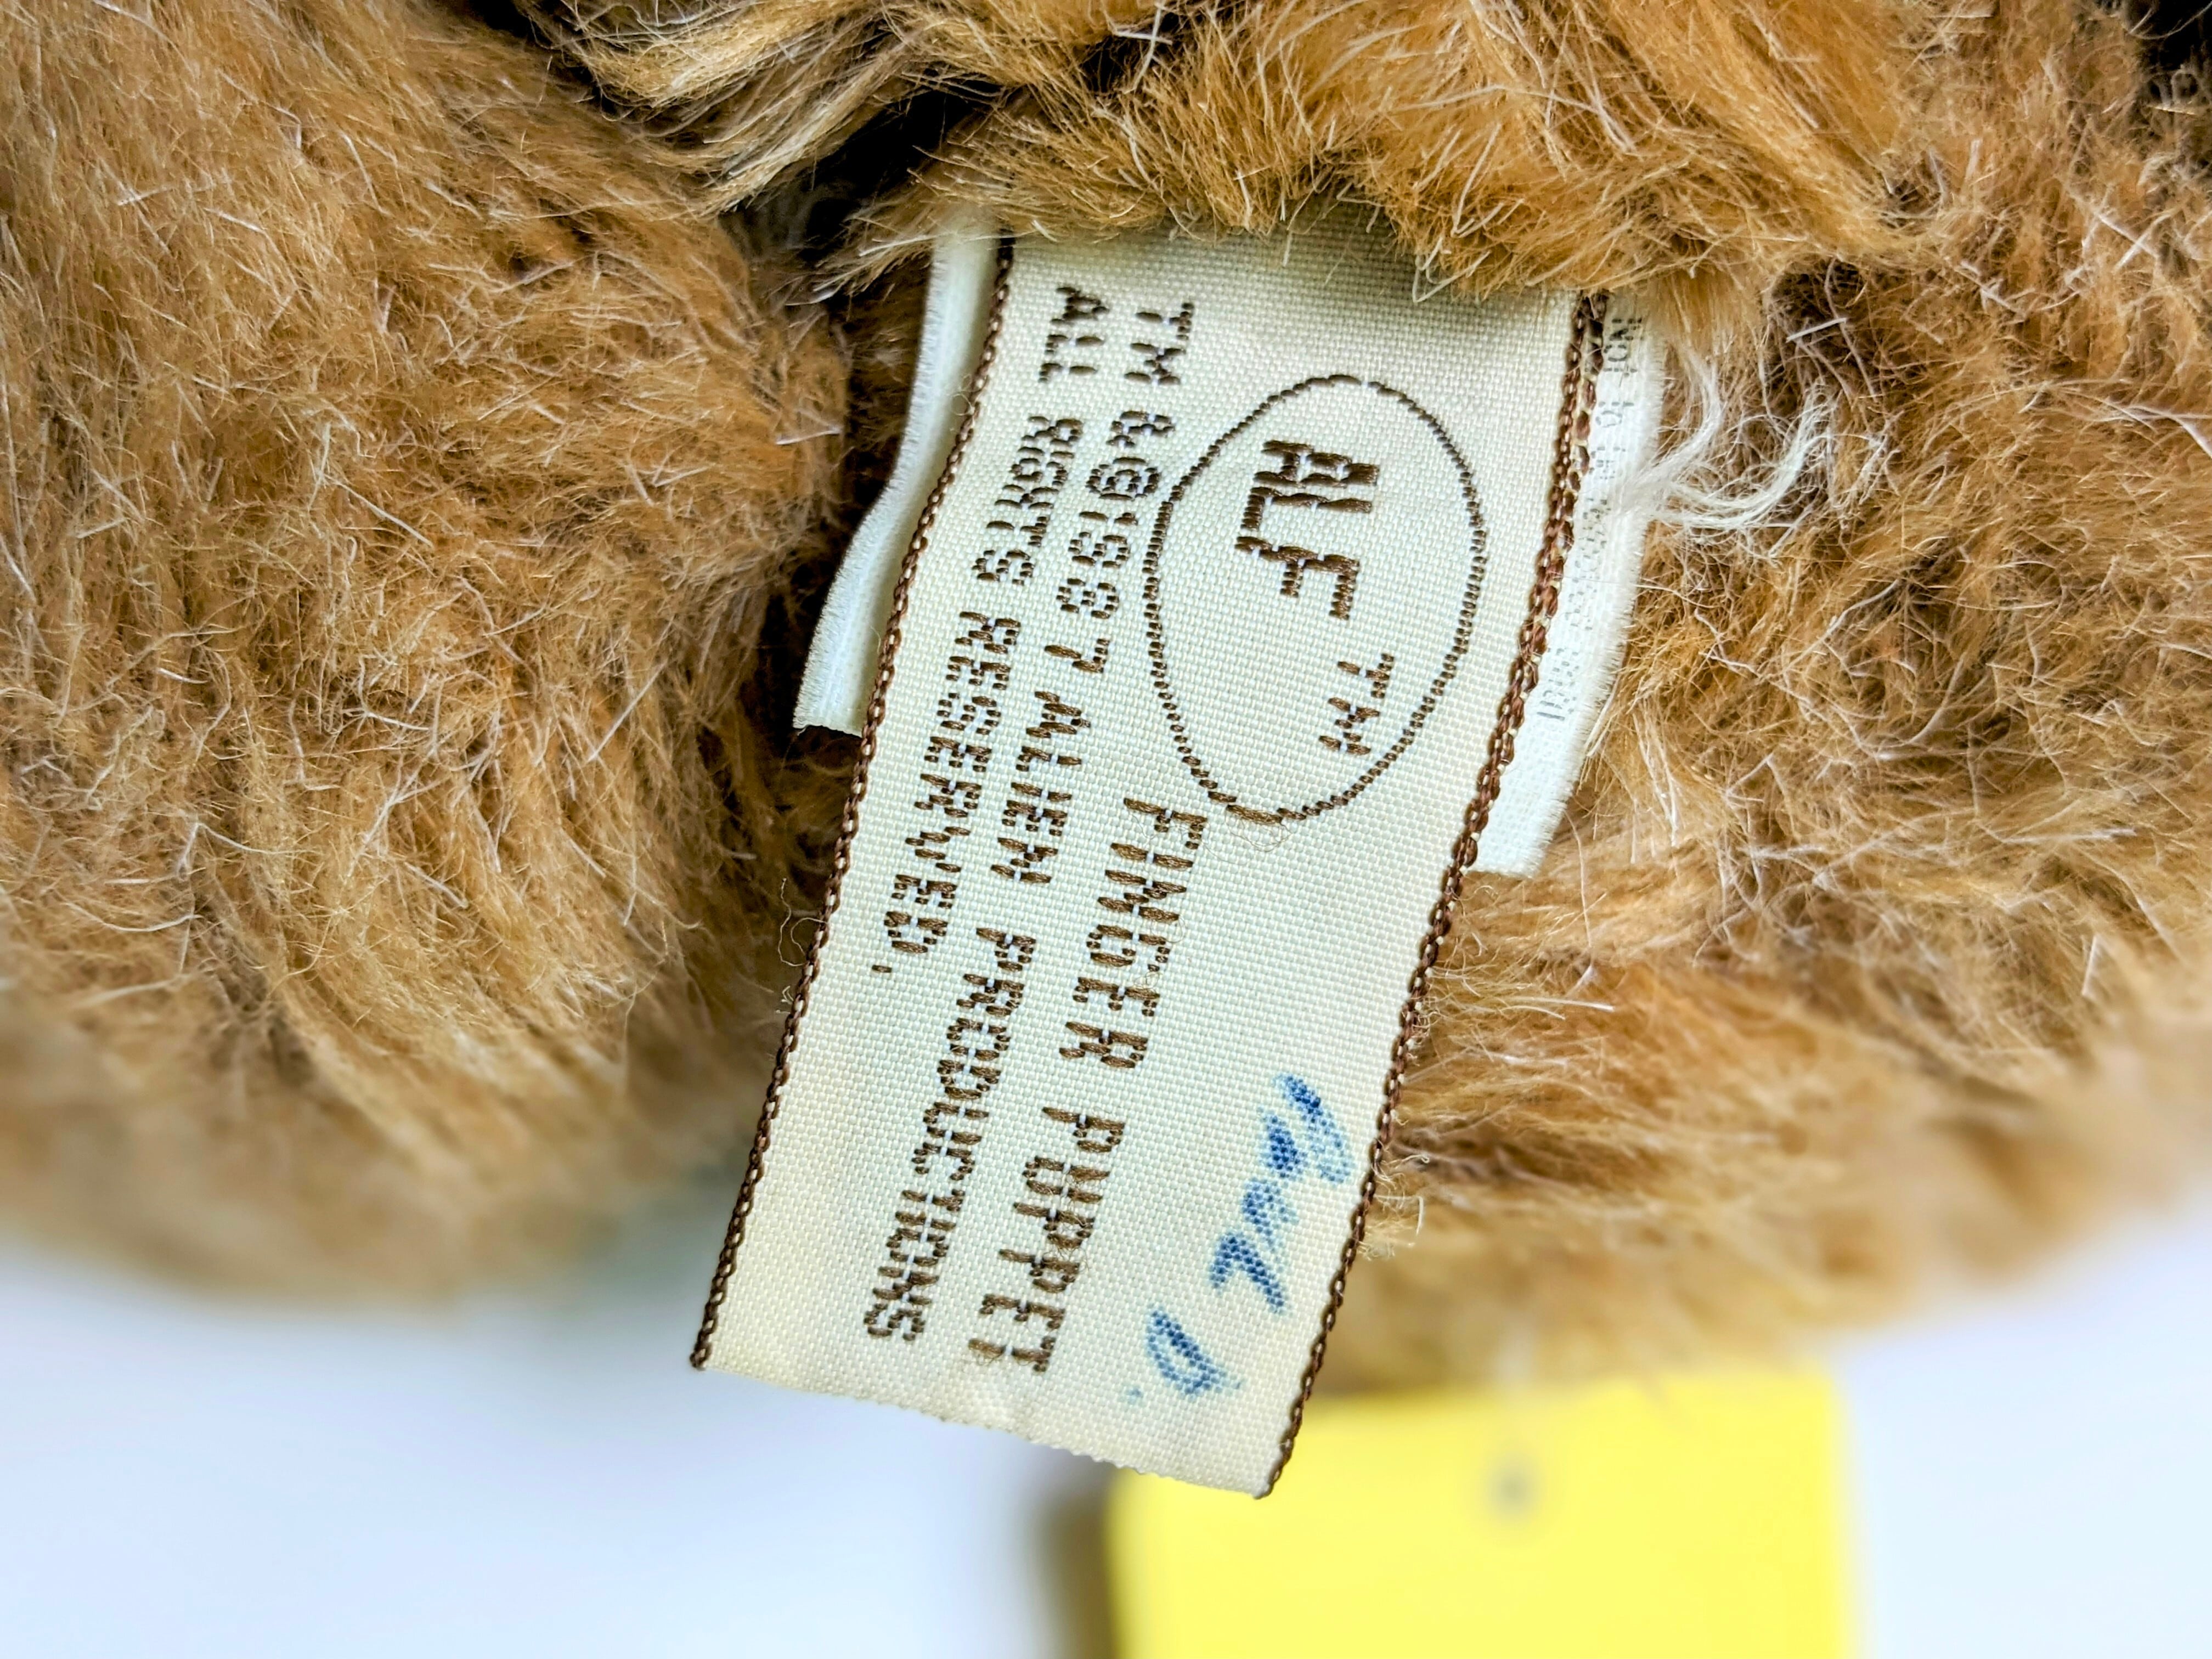 ALF TM
FINGER PUPPET
TM & © 1987 ALIEN PRODUCTIONS
ALL RIGHTS RESERVED.